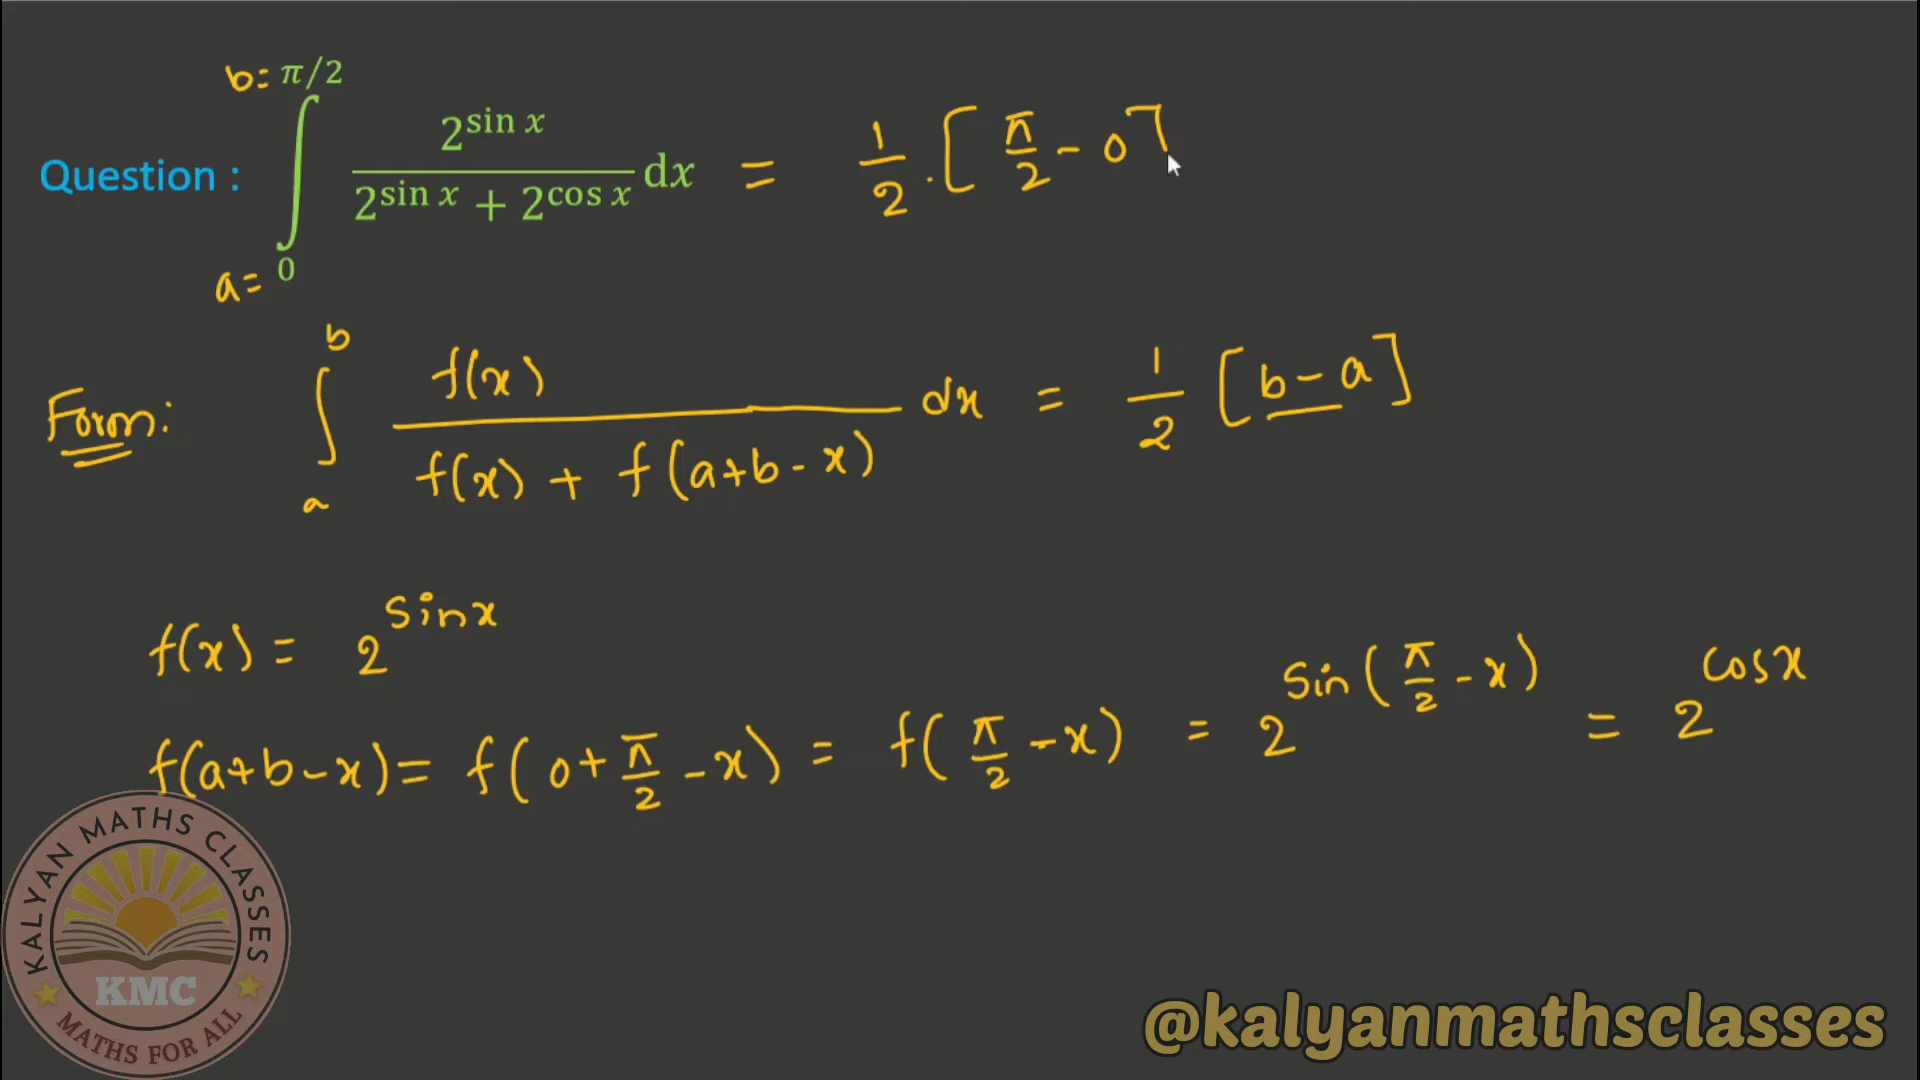 b= π/2
Question : ∫ 2^sin x / (2^sin x + 2^cos x) dx = 1/2 . [π/2 - 0]
a= 0
Form: ∫_a^b f(x) / (f(x) + f(a+b-x)) dx = 1/2 [b-a]
f(x) = 2^sinx
f(a+b-x) = f(0+π/2-x) = f(π/2-x) = 2^sin(π/2-x) = 2^cosx
KALYAN MATHS CLASSES
KMC
MATHS FOR ALL
@kalyanmathsclasses